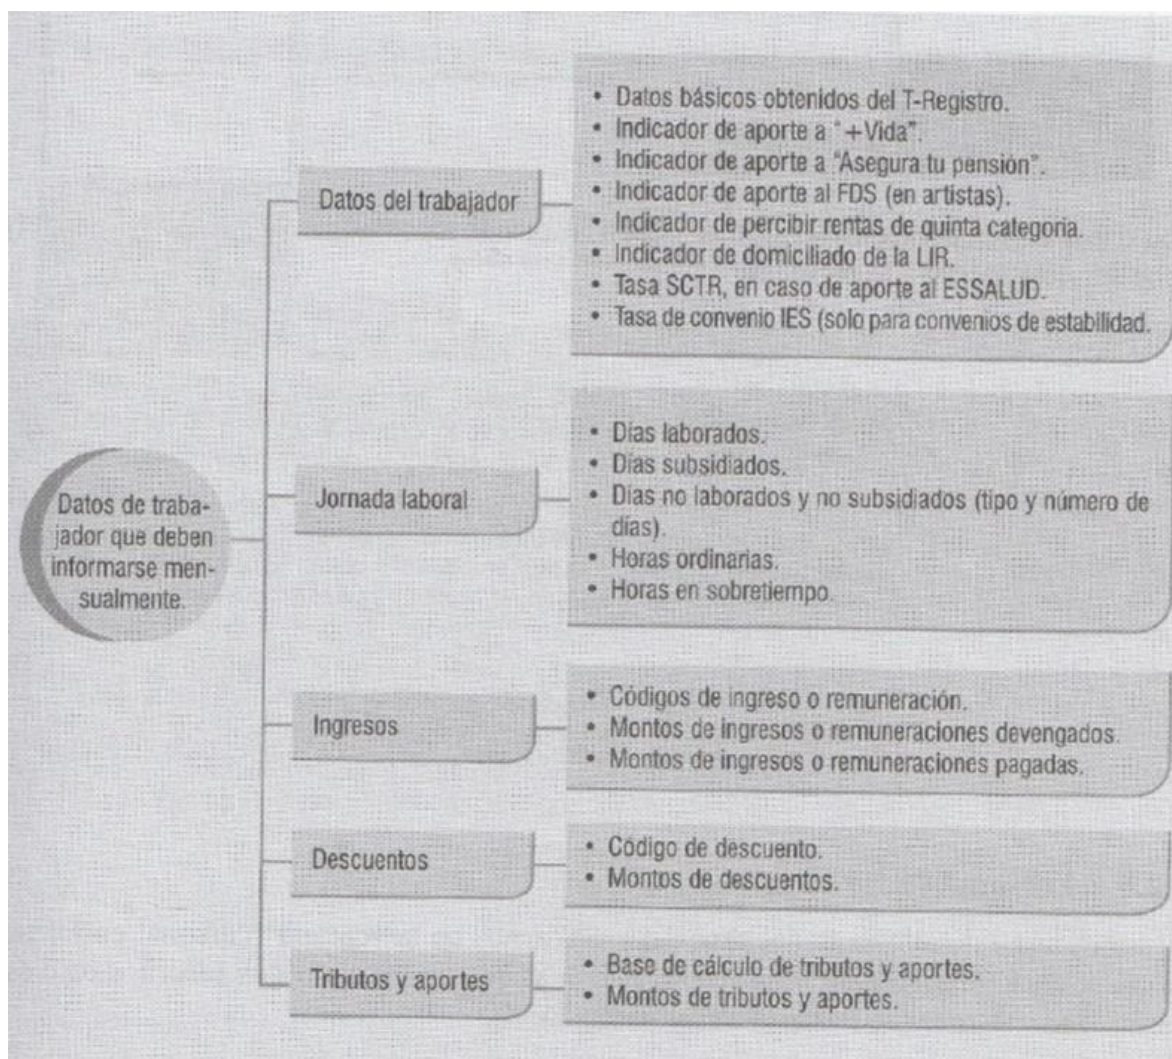 Datos de traba-
jador que deben
informarse men-
sualmente.
Datos del trabajador
• Datos básicos obtenidos del T-Registro.
• Indicador de aporte a "+Vida".
• Indicador de aporte a "Asegura tu pensión".
• Indicador de aporte al FDS (en artistas).
• Indicador de percibir rentas de quinta categoria.
• Indicador de domiciliado de la LIR.
• Tasa SCTR, en caso de aporte al ESSALUD.
• Tasa de convenio IES (solo para convenios de estabilidad.
Jornada laboral
• Días laborados.
• Días subsidiados.
• Días no laborados y no subsidiados (tipo y número de
días).
• Horas ordinarias.
• Horas en sobretiempo.
Ingresos
• Códigos de ingreso o remuneración.
• Montos de ingresos o remuneraciones devengados.
• Montos de ingresos o remuneraciones pagadas.
Descuentos
• Código de descuento.
• Montos de descuentos.
Tributos y aportes
• Base de cálculo de tributos y aportes.
• Montos de tributos y aportes.